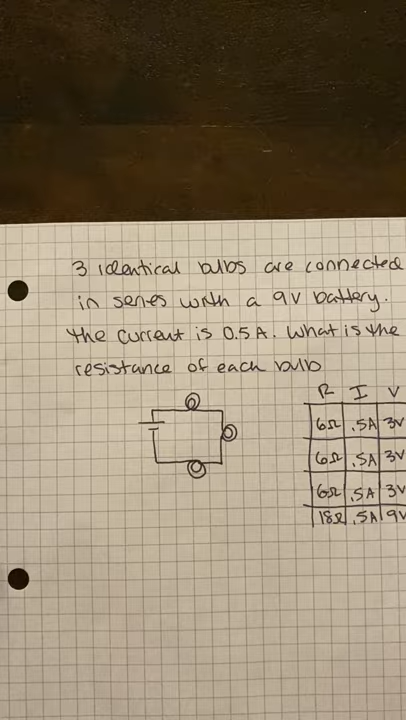 3 identical bulbs are connected
in series with a 9V battery.
the current is 0.5A. What is the
resistance of each bulb
R I V
6Ω .5A 3V
6Ω .5A 3V
6Ω .5A 3V
18Ω .5A 9V